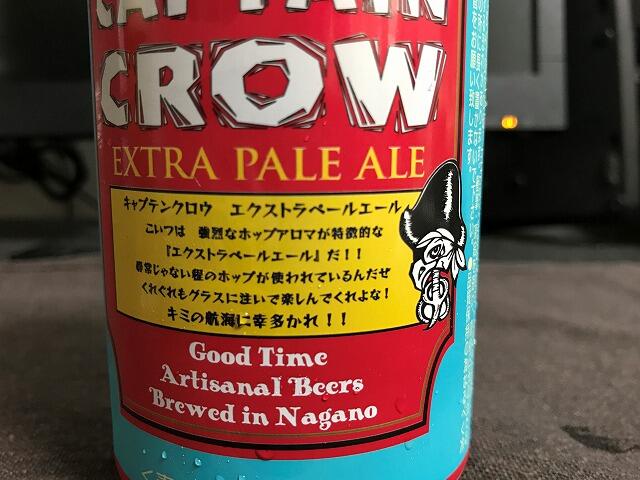 CAPTAIN
CROW
EXTRA PALE ALE
キャプテンクロウ エクストラペールエール
こいつは 強烈なホップアロマが特徴的な
『エクストラペールエール』だ！！
尋常じゃない程のホップが使われているんだぜ
くれぐれもグラスに注いで楽しんでくれよな！
キミの航海に幸多かれ！！
Good Time
Artisanal Beers
Brewed in Nagano